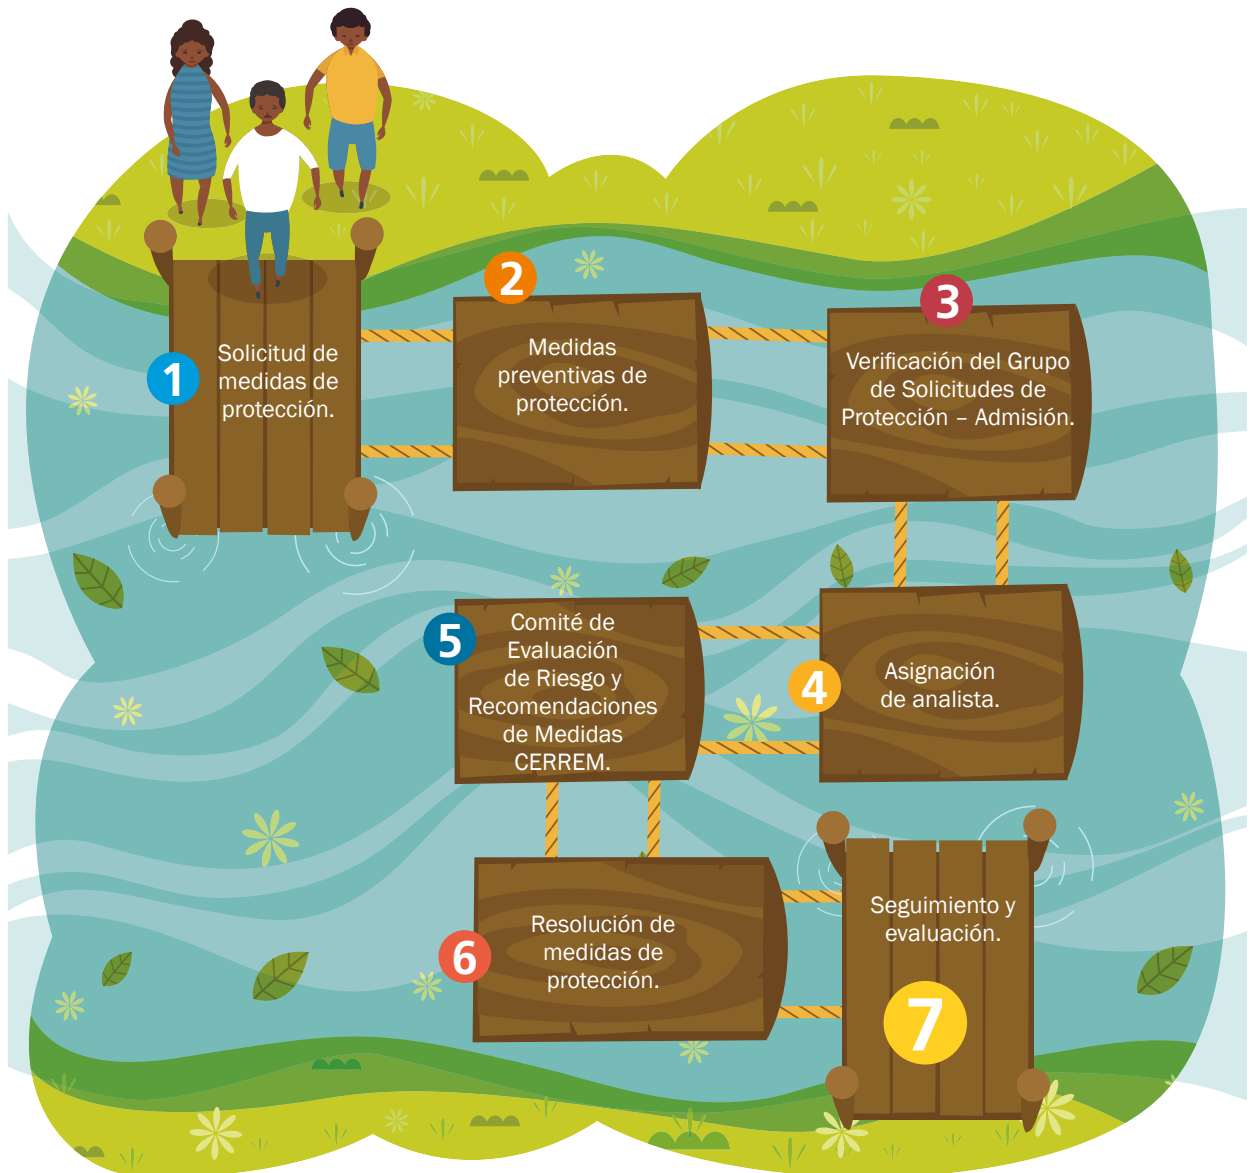 1
Solicitud de
medidas de
protección.
2
Medidas
preventivas de
protección.
3
Verificación del Grupo
de Solicitudes de
Protección – Admisión.
4
Asignación
de analista.
5
Comité de
Evaluación
de Riesgo y
Recomendaciones
de Medidas
CERREM.
6
Resolución de
medidas de
protección.
Seguimiento y
evaluación.
7